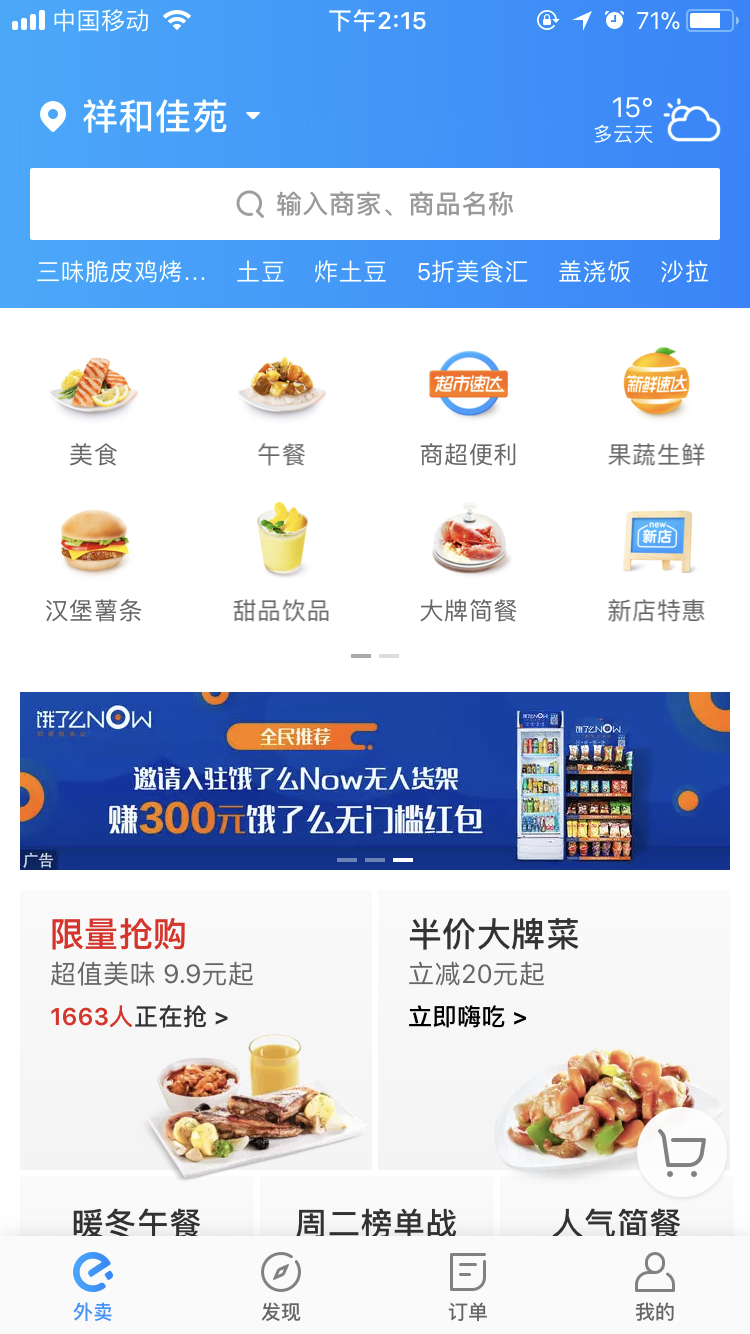 中国移动
下午2:15
71%
祥和佳苑
15°
多云天
输入商家、商品名称
三味脆皮鸡烤... 土豆 炸土豆 5折美食汇 盖浇饭 沙拉
超市速达
新鲜速达
美食 午餐 商超便利 果蔬生鲜
new
新店
汉堡薯条 甜品饮品 大牌简餐 新店特惠
饿了么NOW
全民推荐
邀请入驻饿了么Now无人货架
赚300元饿了么无门槛红包
饿了么NOW
饿了么NOW
广告
限量抢购
超值美味 9.9元起
1663人正在抢 >
半价大牌菜
立减20元起
立即嗨吃 >
暖冬午餐 周二榜单战 人气简餐
外卖 发现 订单 我的